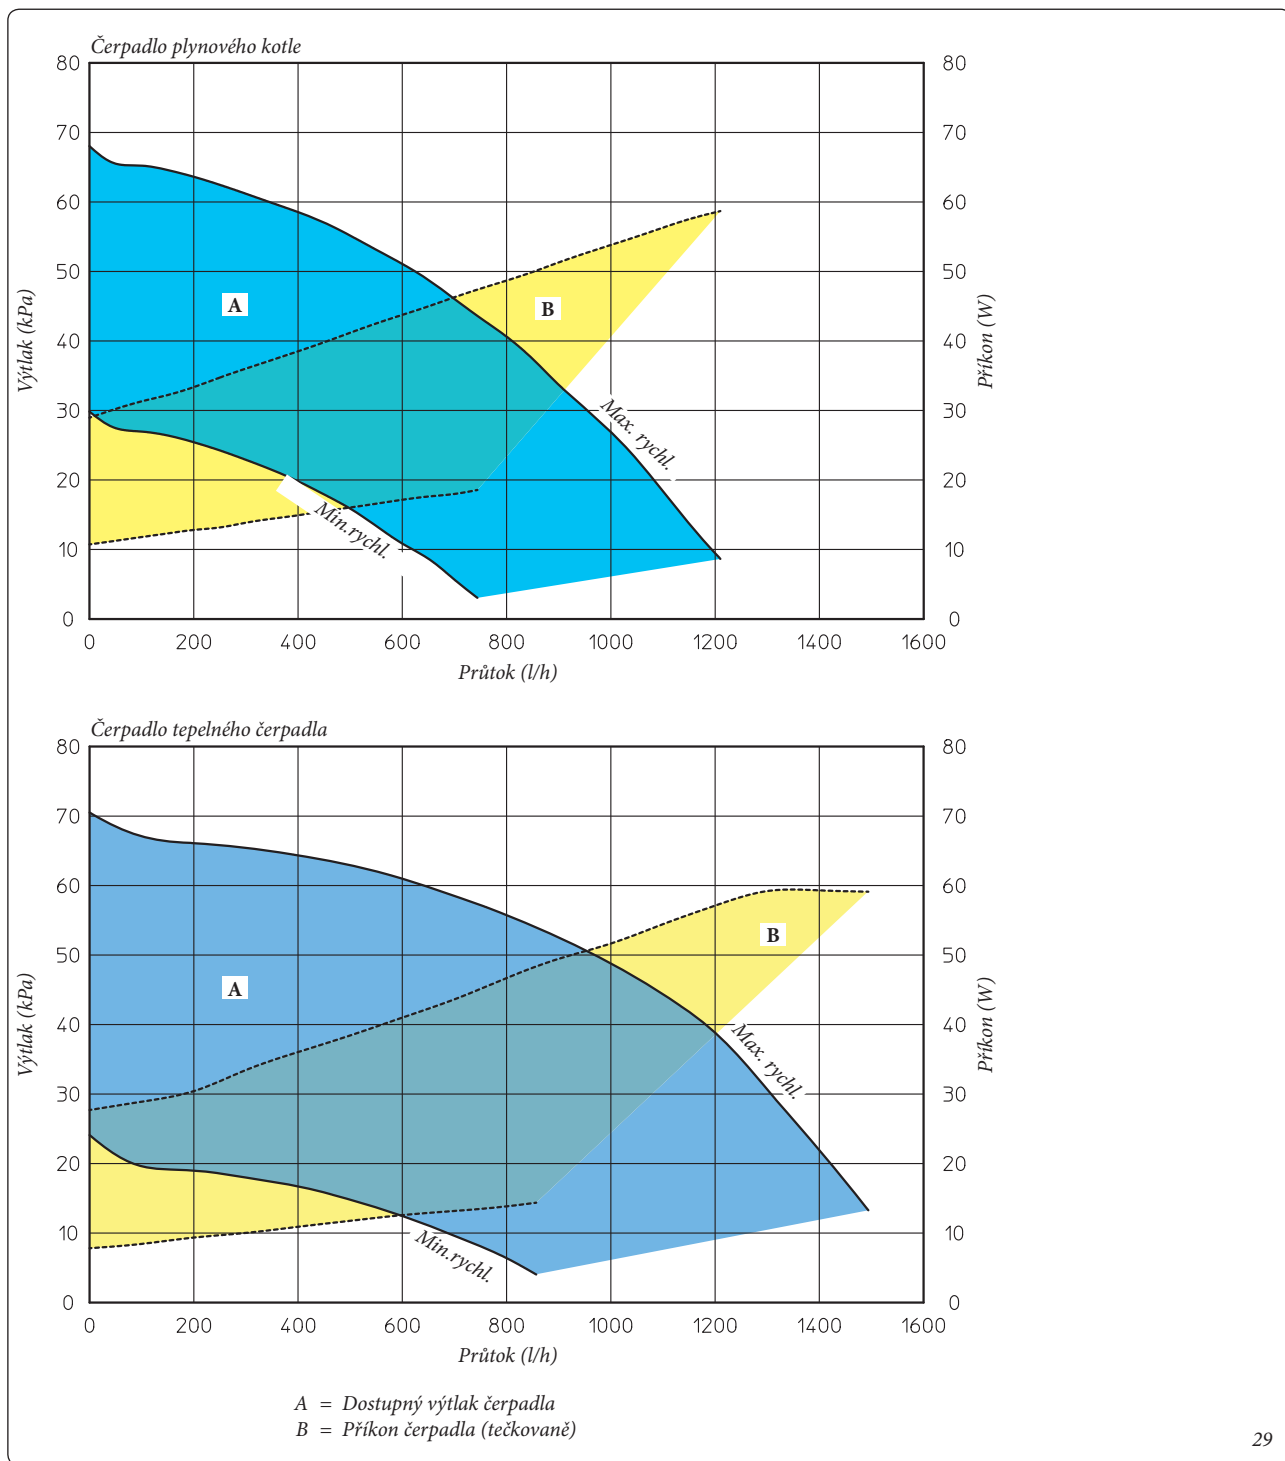 Čerpadlo plynového kotle
80 80
70 70
60 60
50 50
A B
40 40
Výtlak (kPa) Příkon (W)
30 30
Max. rychl.
20 20
Min.rychl.
10 10
0 0
0 200 400 600 800 1000 1200 1400 1600
Průtok (l/h)
Čerpadlo tepelného čerpadla
80 80
70 70
60 60
B
50 50
A
40 40
Výtlak (kPa) Příkon (W)
Max. rychl.
30 30
20 20
10 10
Min.rychl.
0 0
0 200 400 600 800 1000 1200 1400 1600
Průtok (l/h)
A = Dostupný výtlak čerpadla
B = Příkon čerpadla (tečkovaně)
29